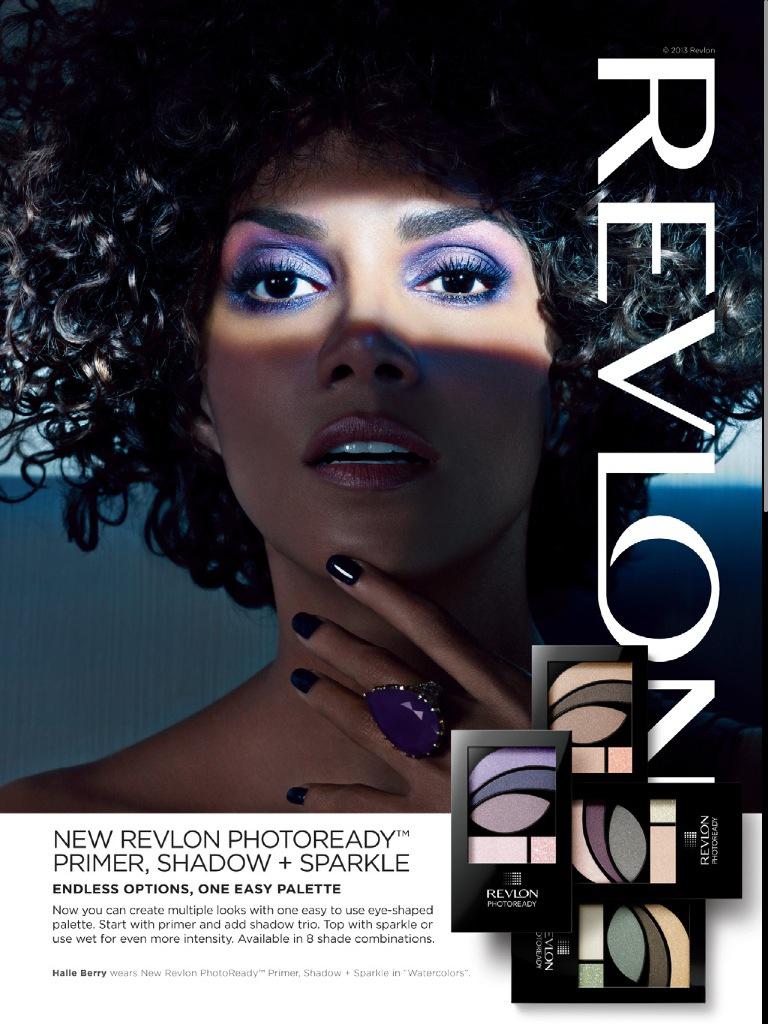 © 2013 Revlon
REVLON
NEW REVLON PHOTOREADY™
PRIMER, SHADOW + SPARKLE
ENDLESS OPTIONS, ONE EASY PALETTE
Now you can create multiple looks with one easy to use eye-shaped
palette. Start with primer and add shadow trio. Top with sparkle or
use wet for even more intensity. Available in 8 shade combinations.
Halle Berry wears New Revlon PhotoReady™ Primer, Shadow + Sparkle in “Watercolors”.
REVLON
PHOTOREADY
REVLON
PHOTOREADY